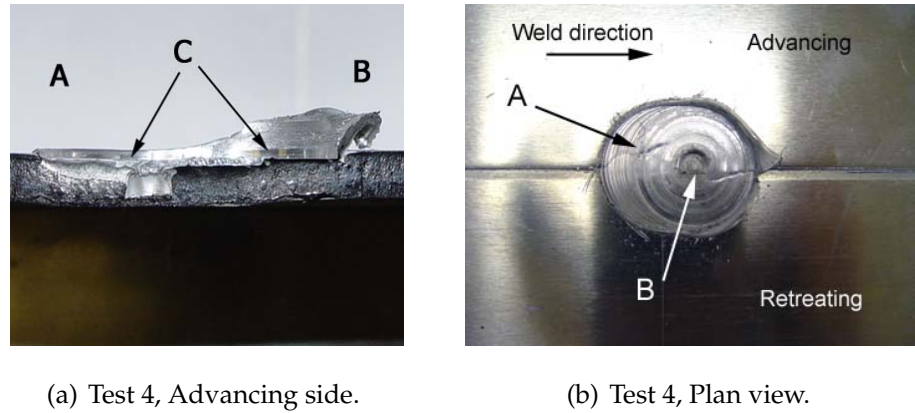 A
C
B
Weld direction
Advancing
A
B
Retreating
(a) Test 4, Advancing side.
(b) Test 4, Plan view.